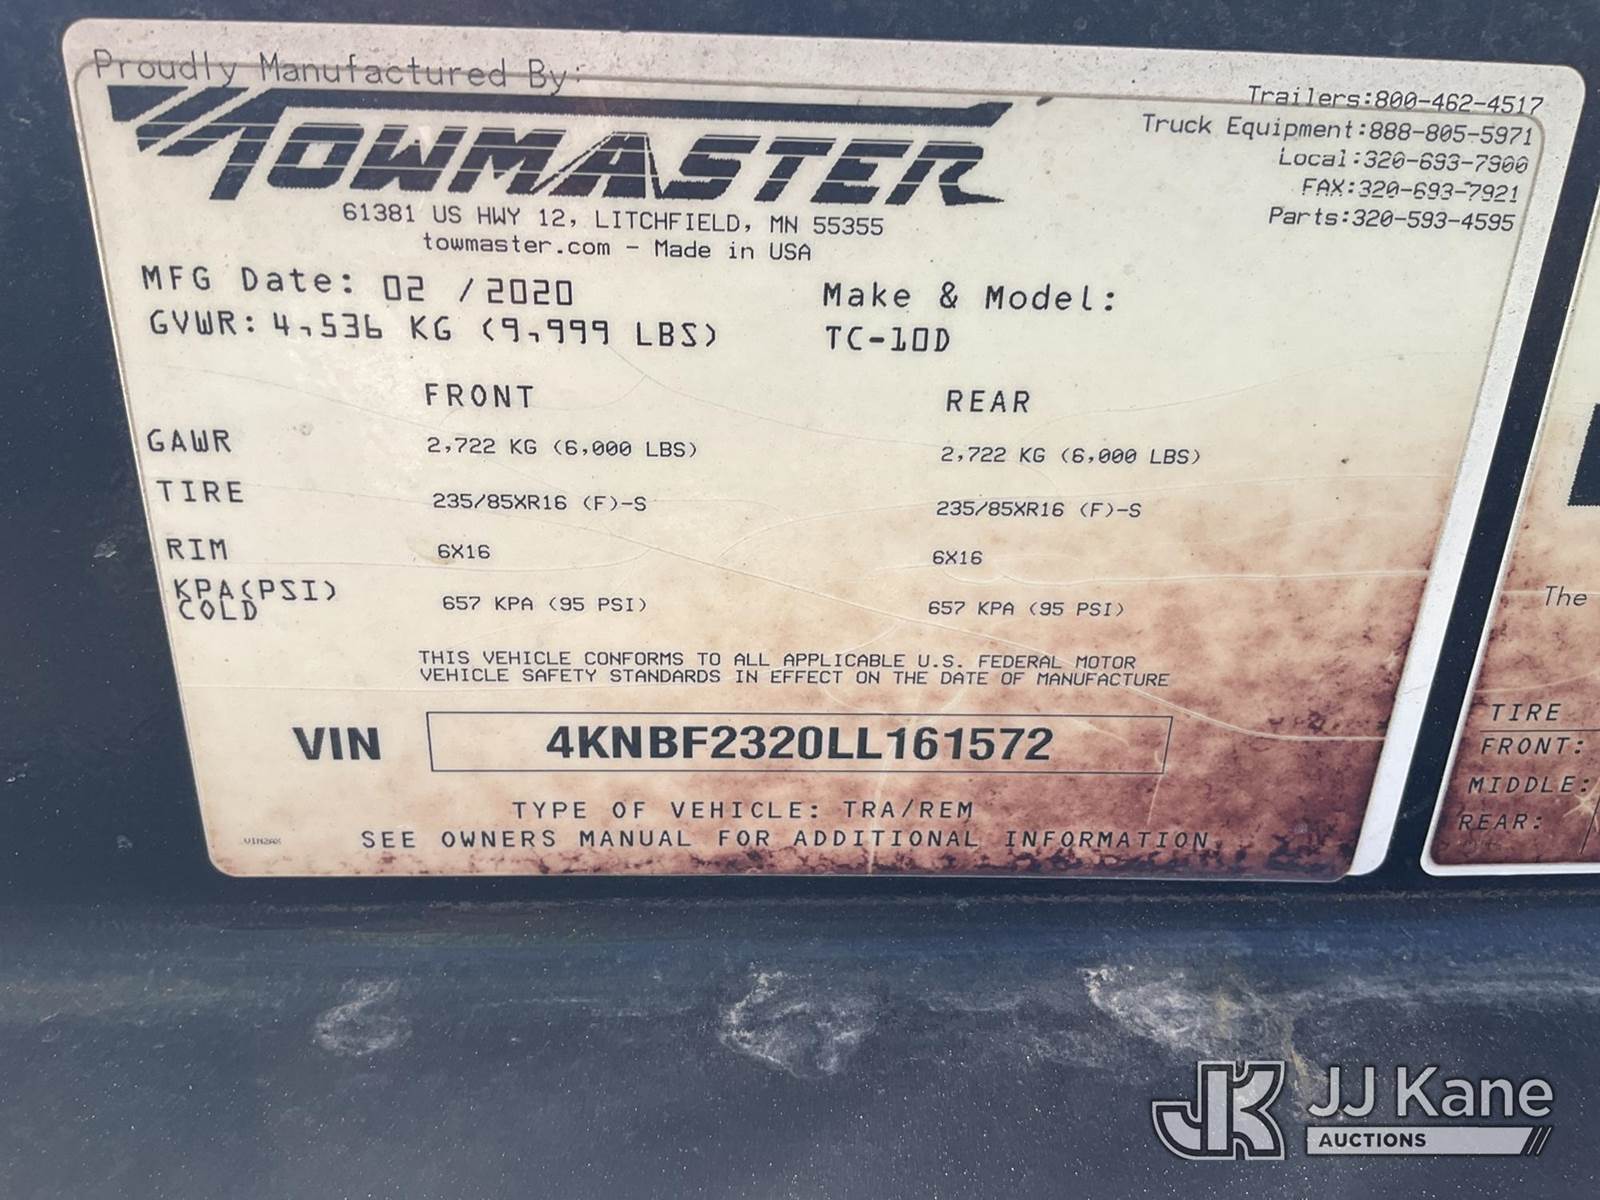 Proudly Manufactured By:
TOWMASTER
61381 US HWY 12, LITCHFIELD, MN 55355
towmaster.com - Made in USA
Trailers:800-462-4517
Truck Equipment:888-805-5971
Local:320-693-7900
FAX:320-693-7921
Parts:320-593-4595
MFG Date: 02 /2020
GVWR: 4,536 KG (9,999 LBS)
Make & Model:
TC-10D
FRONT REAR
GAWR 2,722 KG (6,000 LBS) 2,722 KG (6,000 LBS)
TIRE 235/85XR16 (F)-S 235/85XR16 (F)-S
RIM 6X16 6X16
KPA(PSI)
COLD 657 KPA (95 PSI) 657 KPA (95 PSI)
THIS VEHICLE CONFORMS TO ALL APPLICABLE U.S. FEDERAL MOTOR
VEHICLE SAFETY STANDARDS IN EFFECT ON THE DATE OF MANUFACTURE
VIN 4KNBF2320LL161572
TYPE OF VEHICLE: TRA/REM
SEE OWNERS MANUAL FOR ADDITIONAL INFORMATION
The
TIRE
FRONT:
MIDDLE:
REAR:
JK JJ Kane
AUCTIONS